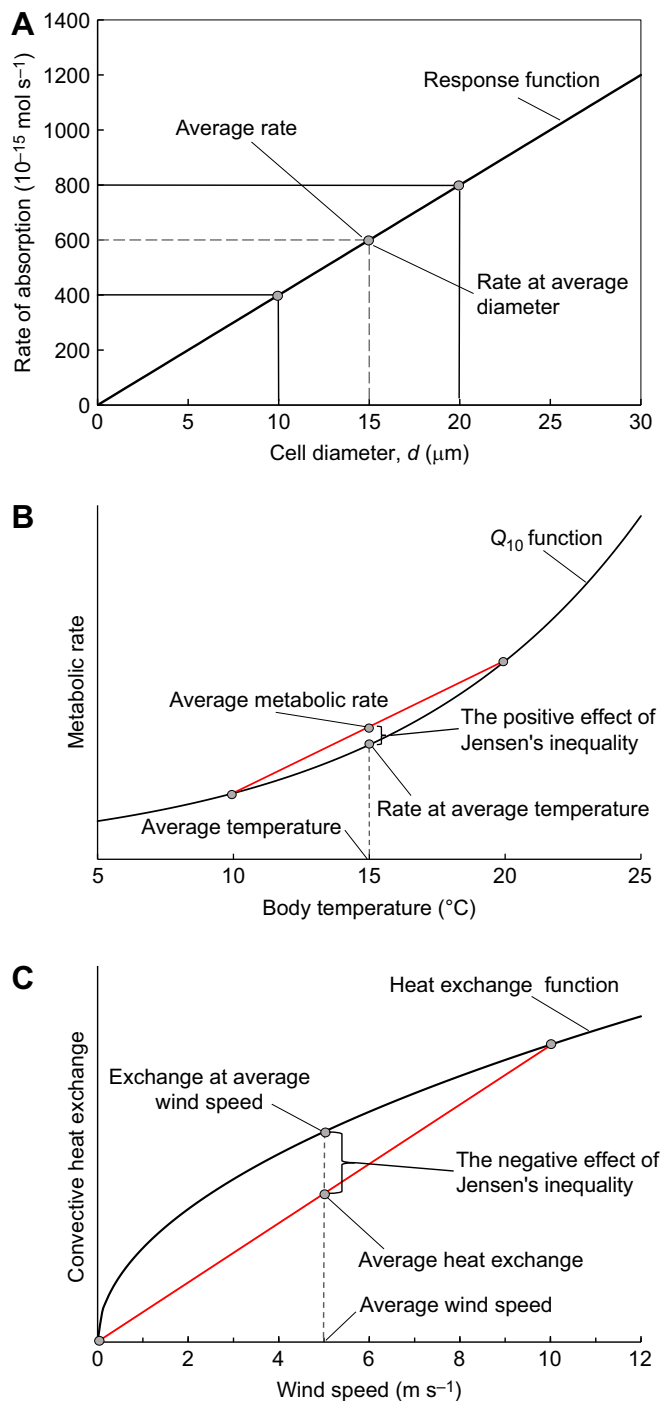 A
1400
1200
1000
800
600
400
200
0
Rate of absorption (10⁻¹⁵ mol s⁻¹)
Response function
Average rate
Rate at average
diameter
0 5 10 15 20 25 30
Cell diameter, d (μm)
B
Metabolic rate
Q₁₀ function
Average metabolic rate
The positive effect of
Jensen's inequality
Rate at average temperature
Average temperature
5 10 15 20 25
Body temperature (°C)
C
Convective heat exchange
Heat exchange function
Exchange at average
wind speed
The negative effect of
Jensen's inequality
Average heat exchange
Average wind speed
0 2 4 6 8 10 12
Wind speed (m s⁻¹)